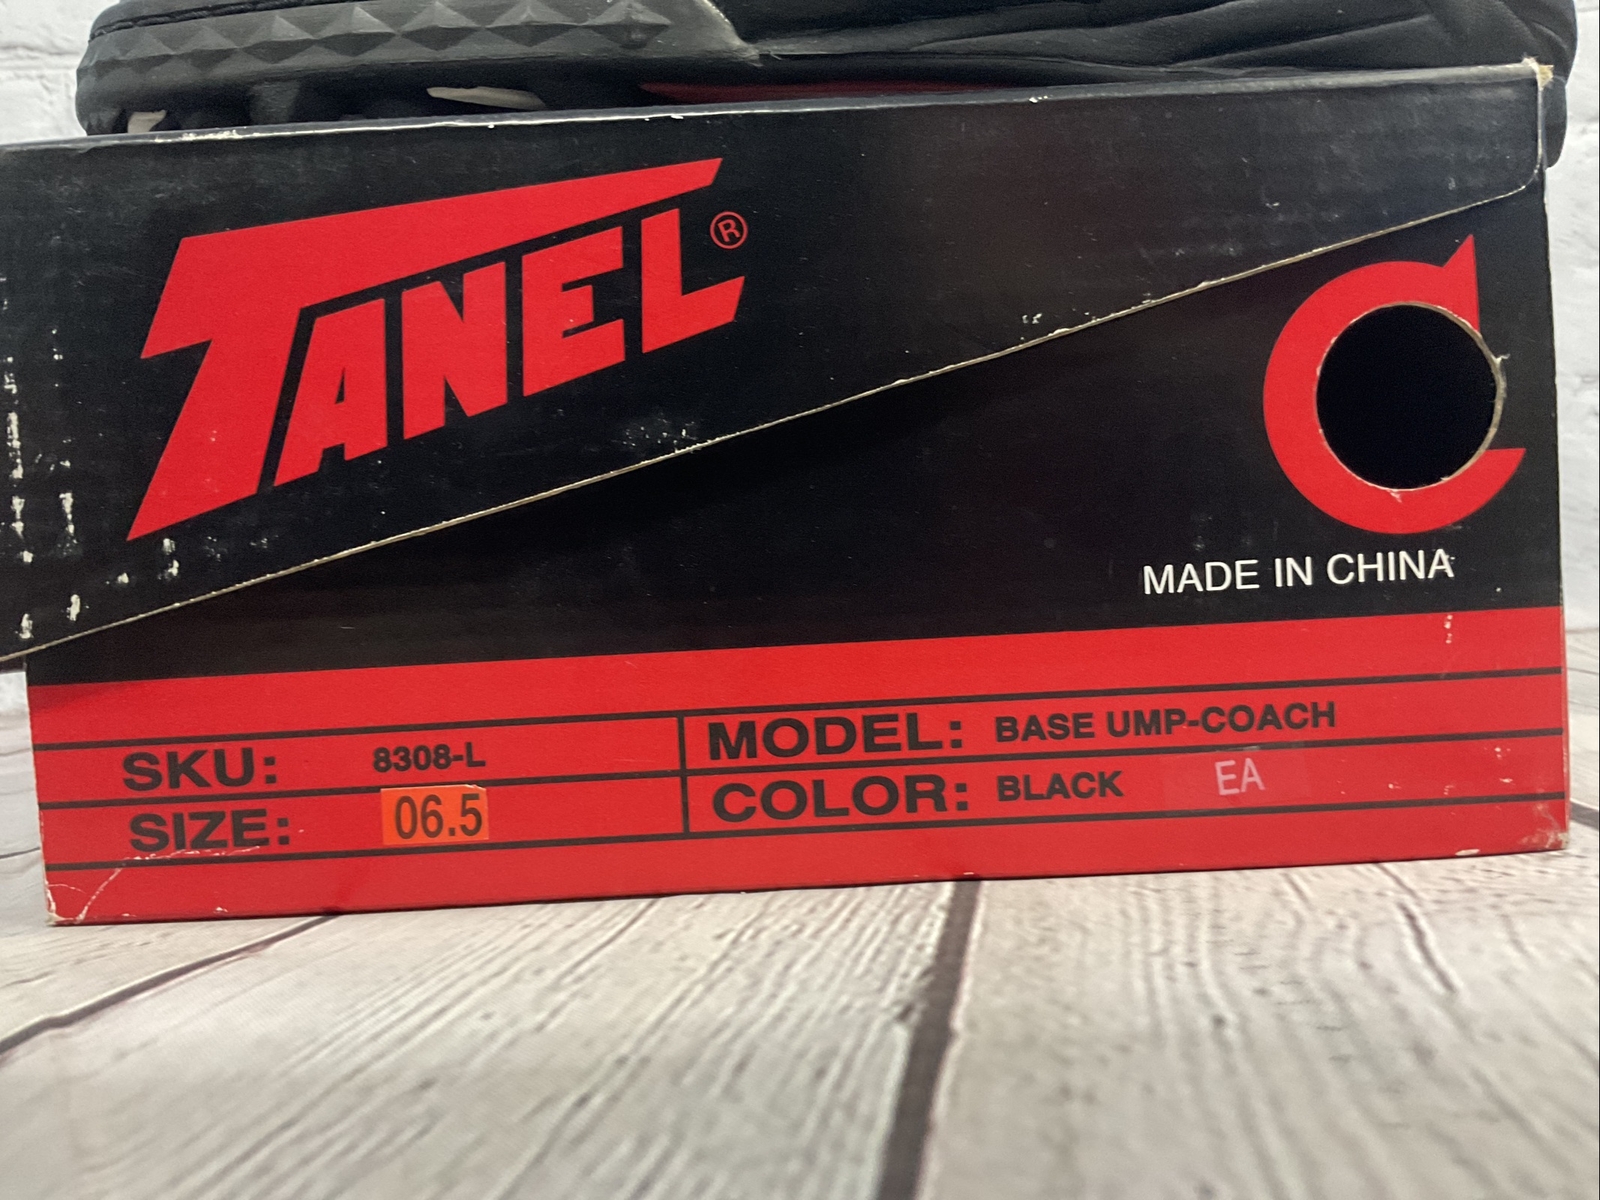 TANEL®
MADE IN CHINA
SKU: 8308-L
MODEL: BASE UMP-COACH
SIZE: 06.5
COLOR: BLACK EA